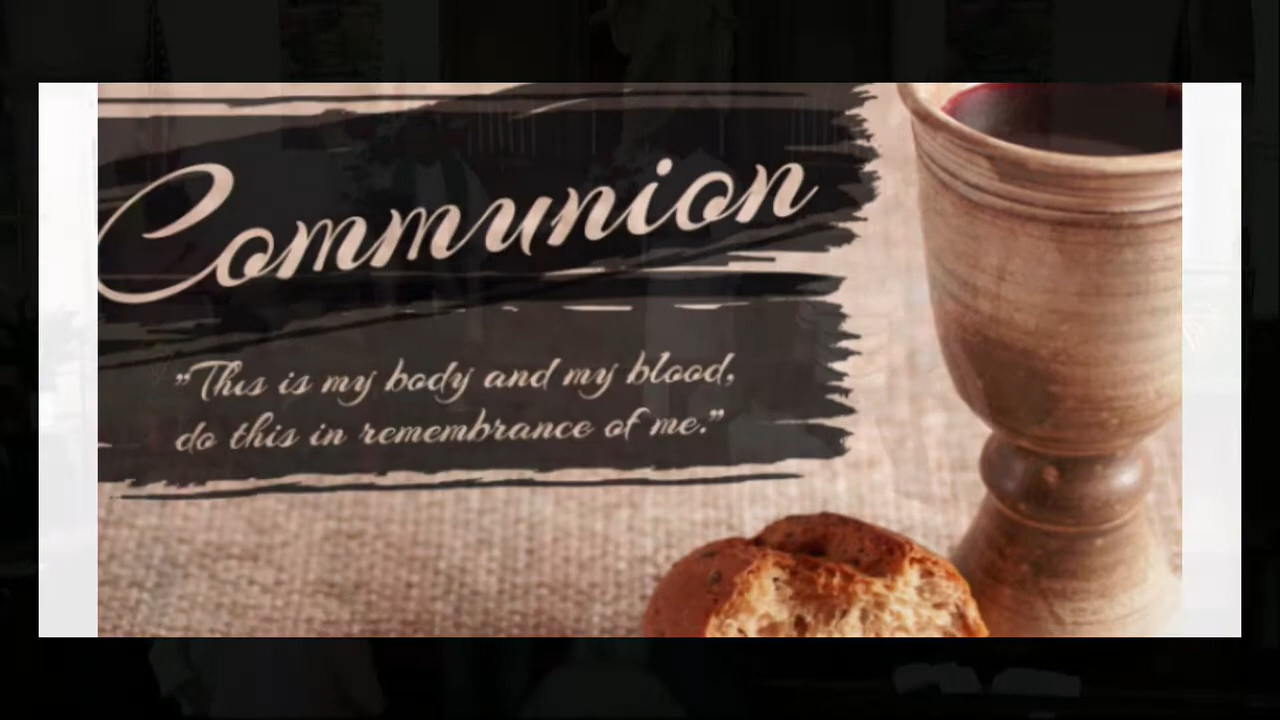 Communion
”This is my body and my blood,
do this in remembrance of me.”